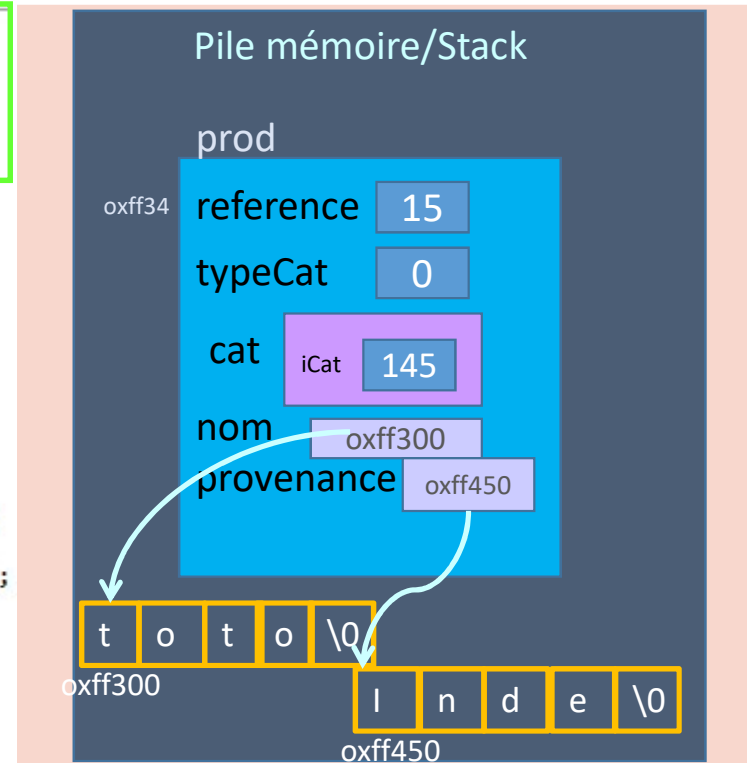 Pile mémoire/Stack
prod
oxff34 reference 15
typeCat 0
cat iCat 145
nom oxff300
provenance oxff450
;
t o t o \0
oxff300
I n d e \0
oxff450